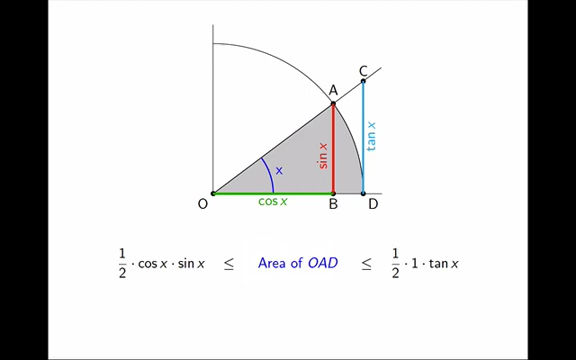 C
A
tan x
sin x
x
O
cos x
B
D
1/2 · cos x · sin x ≤ Area of OAD ≤ 1/2 · 1 · tan x